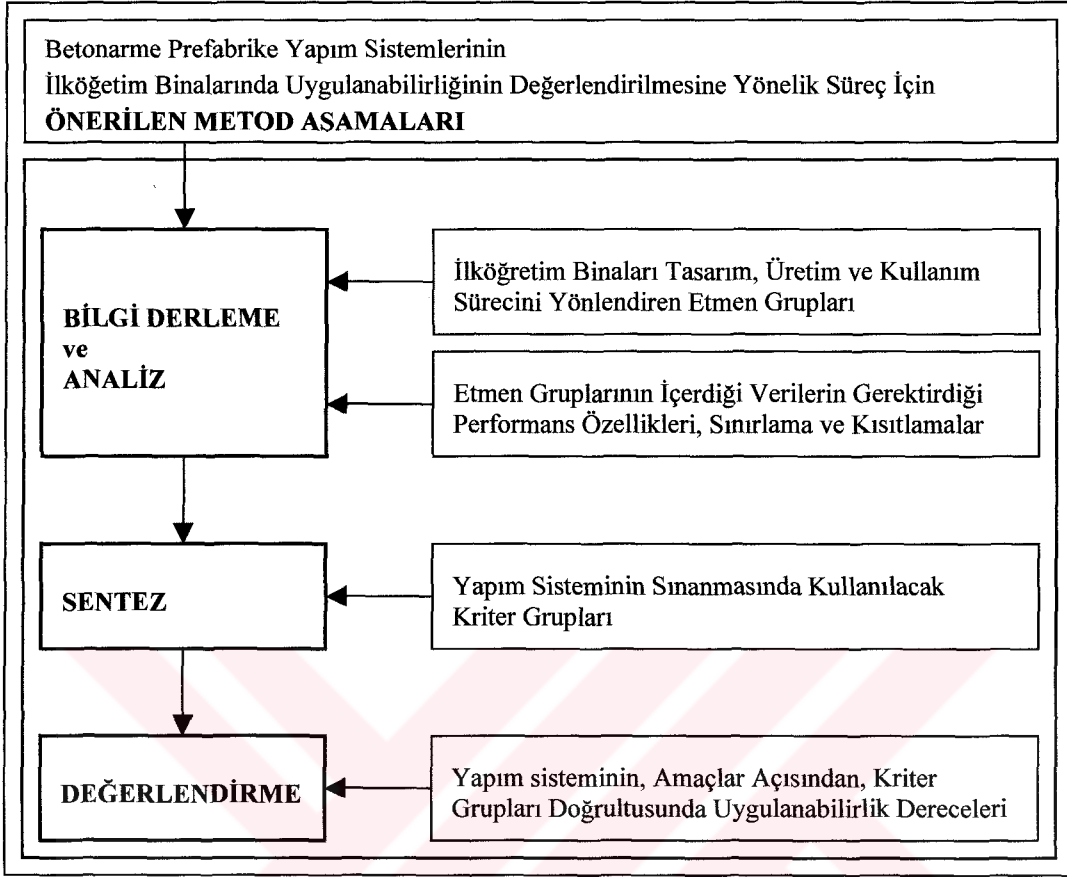 Betonarme Prefabrike Yapım Sistemlerinin
İlköğetim Binalarında Uygulanabilirliğinin Değerlendirilmesine Yönelik Süreç İçin
ÖNERİLEN METOD AŞAMALARI
BİLGİ DERLEME
ve
ANALİZ
İlköğretim Binaları Tasarım, Üretim ve Kullanım
Sürecini Yönlendiren Etmen Grupları
Etmen Gruplarının İçerdiği Verilerin Gerektirdiği
Performans Özellikleri, Sınırlama ve Kısıtlamalar
SENTEZ
Yapım Sisteminin Sınanmasında Kullanılacak
Kriter Grupları
DEĞERLENDİRME
Yapım sisteminin, Amaçlar Açısından, Kriter
Grupları Doğrultusunda Uygulanabilirlik Dereceleri